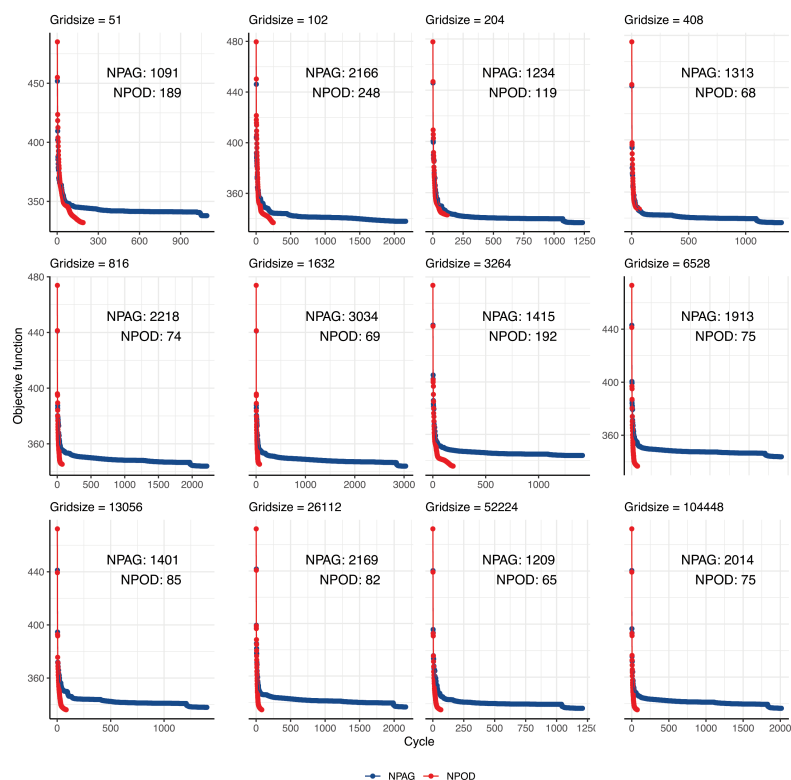 Gridsize = 51
Gridsize = 102
Gridsize = 204
Gridsize = 408
NPAG: 1091
NPOD: 189
NPAG: 2166
NPOD: 248
NPAG: 1234
NPOD: 119
NPAG: 1313
NPOD: 68
450
400
350
480
440
400
360
0
300
600
900
0
500
1000
1500
2000
0
250
500
750
1000
1250
0
500
1000
Gridsize = 816
Gridsize = 1632
Gridsize = 3264
Gridsize = 6528
NPAG: 2218
NPOD: 74
NPAG: 3034
NPOD: 69
NPAG: 1415
NPOD: 192
NPAG: 1913
NPOD: 75
Objective function
480
440
400
360
440
400
360
0
500
1000
1500
2000
0
1000
2000
3000
0
500
1000
0
500
1000
1500
2000
Gridsize = 13056
Gridsize = 26112
Gridsize = 52224
Gridsize = 104448
NPAG: 1401
NPOD: 85
NPAG: 2169
NPOD: 82
NPAG: 1209
NPOD: 65
NPAG: 2014
NPOD: 75
440
400
360
0
500
1000
0
500
1000
1500
2000
0
250
500
750
1000
1250
0
500
1000
1500
2000
Cycle
NPAG
NPOD